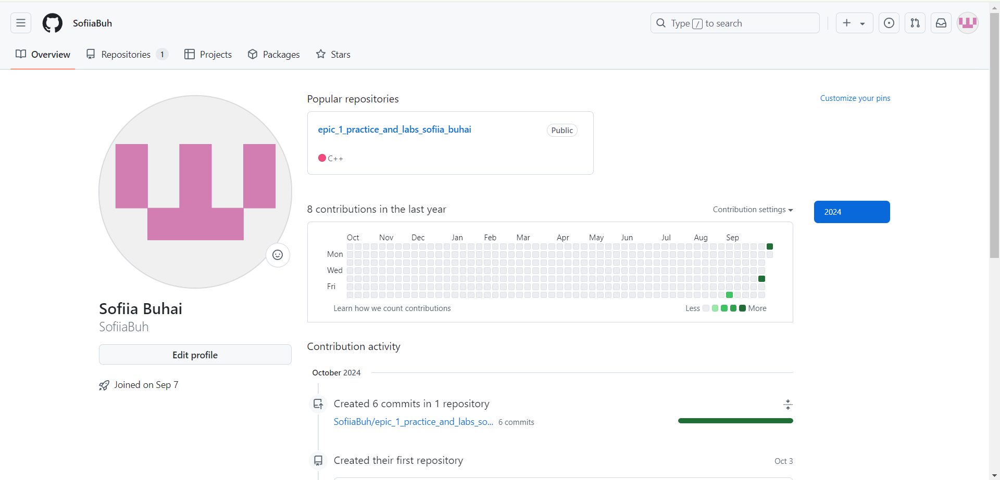 SofiiaBuh
Type / to search
Overview Repositories 1 Projects Packages Stars
Popular repositories
Customize your pins
epic_1_practice_and_labs_sofiia_buhai Public
C++
8 contributions in the last year
Contribution settings
2024
Oct Nov Dec Jan Feb Mar Apr May Jun Jul Aug Sep
Mon
Wed
Fri
Learn how we count contributions
Less More
Sofiia Buhai
SofiiaBuh
Edit profile
Joined on Sep 7
Contribution activity
October 2024
Created 6 commits in 1 repository
SofiiaBuh/epic_1_practice_and_labs_so... 6 commits
Created their first repository
Oct 3